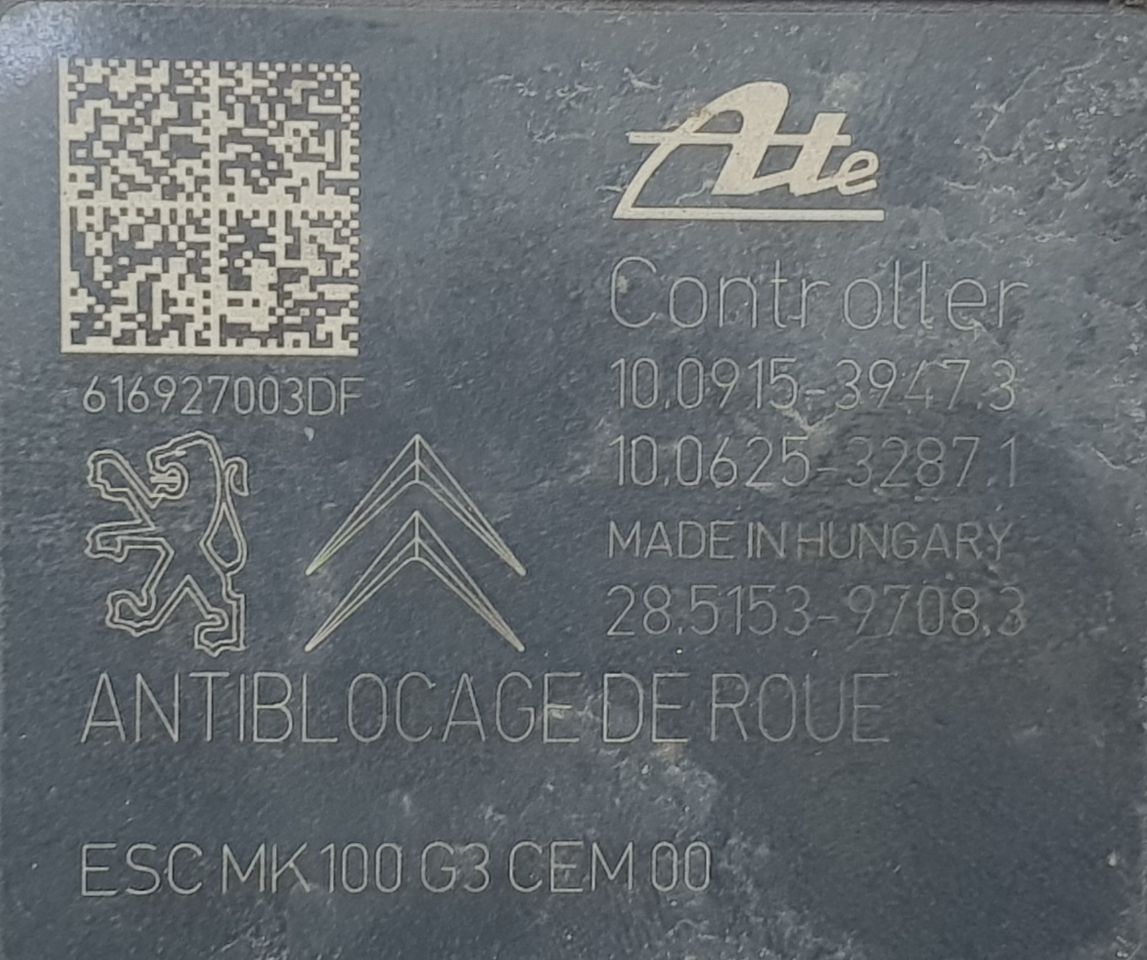 Ate
Controller
10.0915-3947.3
10.0625-3287.1
MADE IN HUNGARY
28.5153-9708.3
616927003DF
ANTIBLOCAGE DE ROUE
ESC MK100 G3 CEM 00